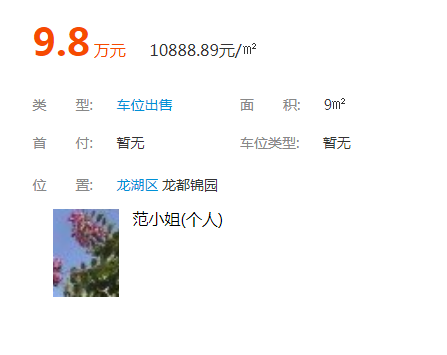 9.8万元 10888.89元/㎡
类 型: 车位出售 面 积: 9㎡
首 付: 暂无 车位类型: 暂无
位 置: 龙湖区 龙都锦园
范小姐(个人)